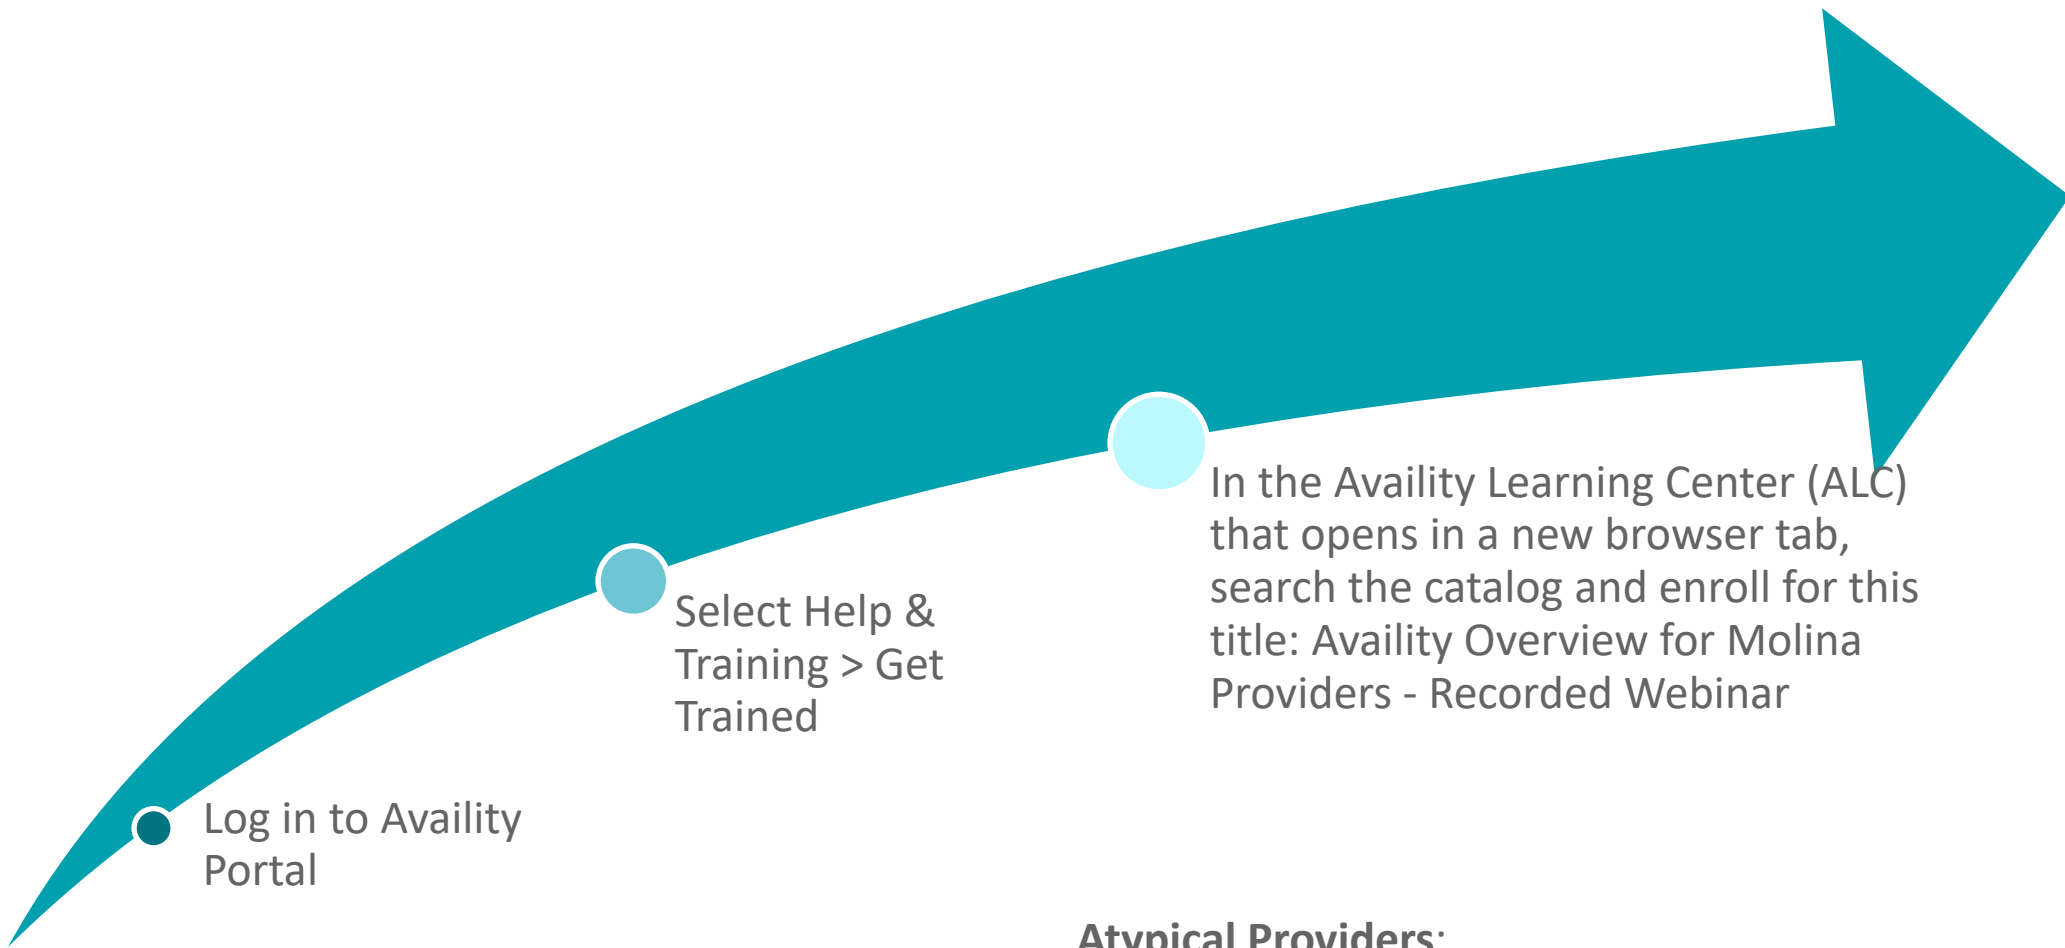 Log in to Availity
Portal
Select Help &
Training > Get
Trained
In the Availity Learning Center (ALC)
that opens in a new browser tab,
search the catalog and enroll for this
title: Availity Overview for Molina
Providers - Recorded Webinar
Atypical Providers: